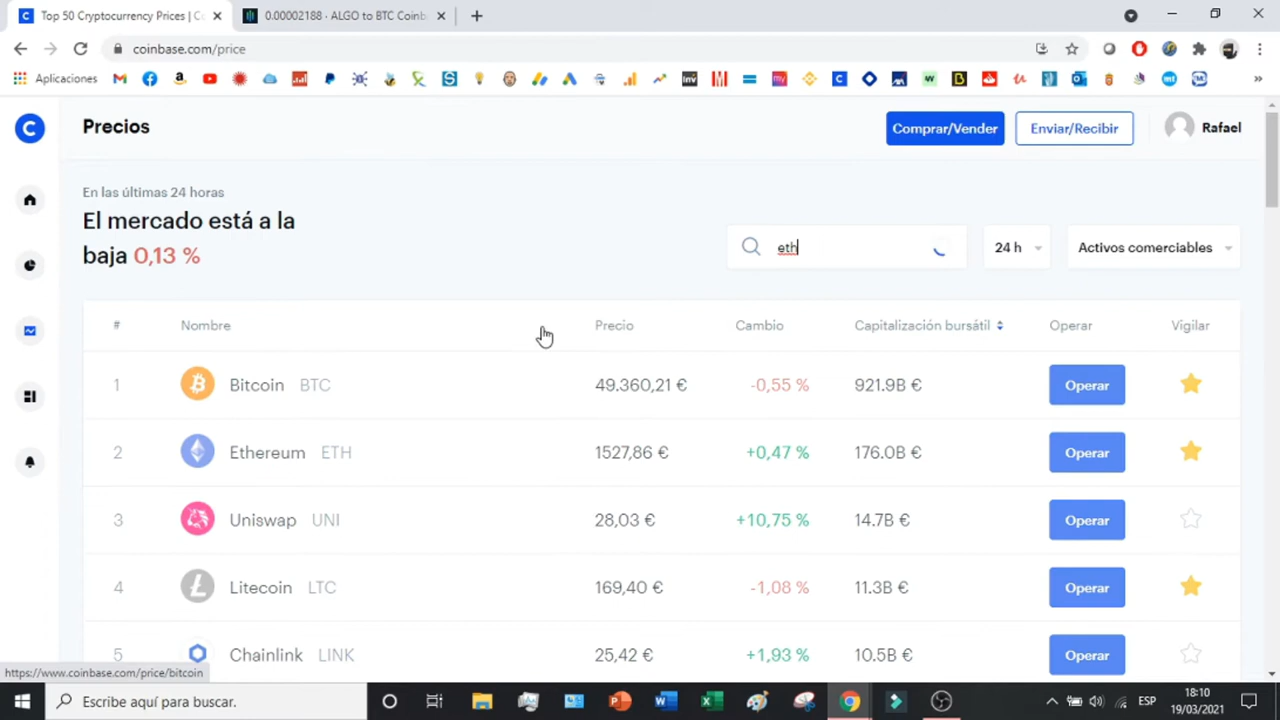 Top 50 Cryptocurrency Prices | Co
0.00002188 · ALGO to BTC Coinb
coinbase.com/price
Aplicaciones
Precios
Comprar/Vender
Enviar/Recibir
Rafael
En las últimas 24 horas
El mercado está a la
baja 0,13 %
eth
24 h
Activos comerciables
# Nombre Precio Cambio Capitalización bursátil Operar Vigilar
1 Bitcoin BTC 49.360,21 € -0,55 % 921.9B € Operar
2 Ethereum ETH 1527,86 € +0,47 % 176.0B € Operar
3 Uniswap UNI 28,03 € +10,75 % 14.7B € Operar
4 Litecoin LTC 169,40 € -1,08 % 11.3B € Operar
5 Chainlink LINK 25,42 € +1,93 % 10.5B € Operar
https://www.coinbase.com/price/bitcoin
Escribe aquí para buscar.
ESP
18:10
19/03/2021